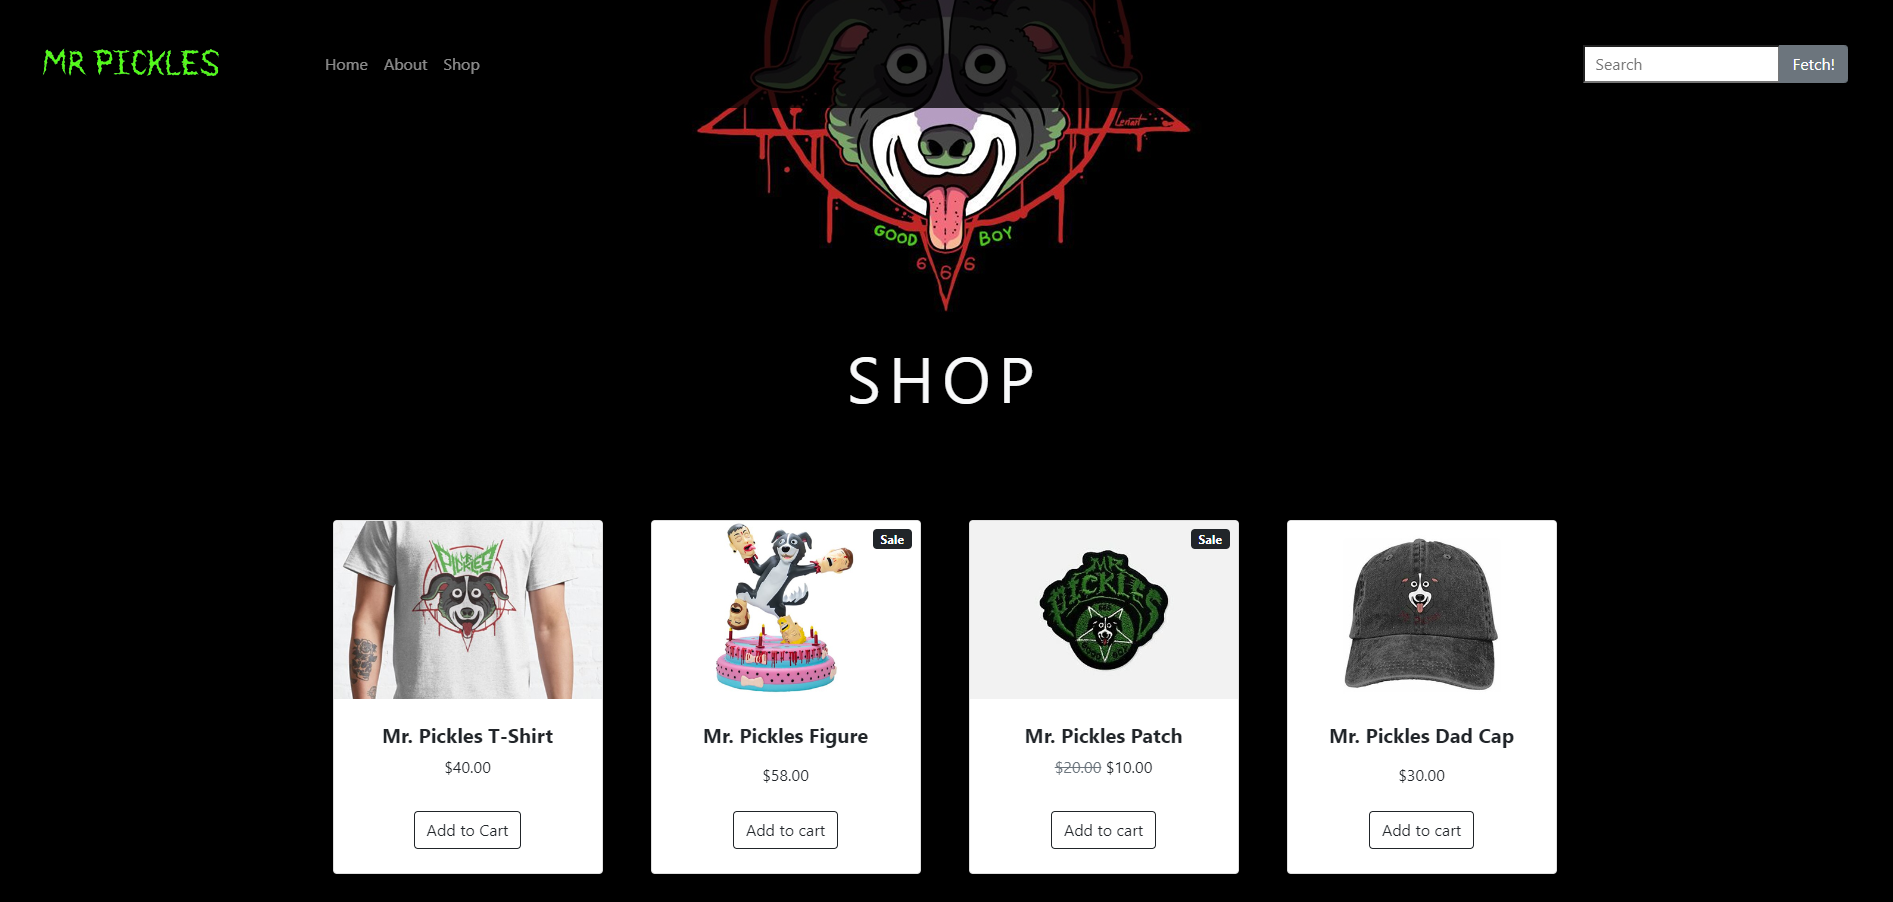 MR PICKLES
Home About Shop
Search Fetch!
Lenart
GOOD BOY
6 6 6
SHOP
MR. PICKLES
Sale
Sale
MR. PICKLES
Mr. Pickles T-Shirt
Mr. Pickles Figure
Mr. Pickles Patch
Mr. Pickles Dad Cap
$40.00
$58.00
$20.00 $10.00
$30.00
Add to Cart
Add to cart
Add to cart
Add to cart